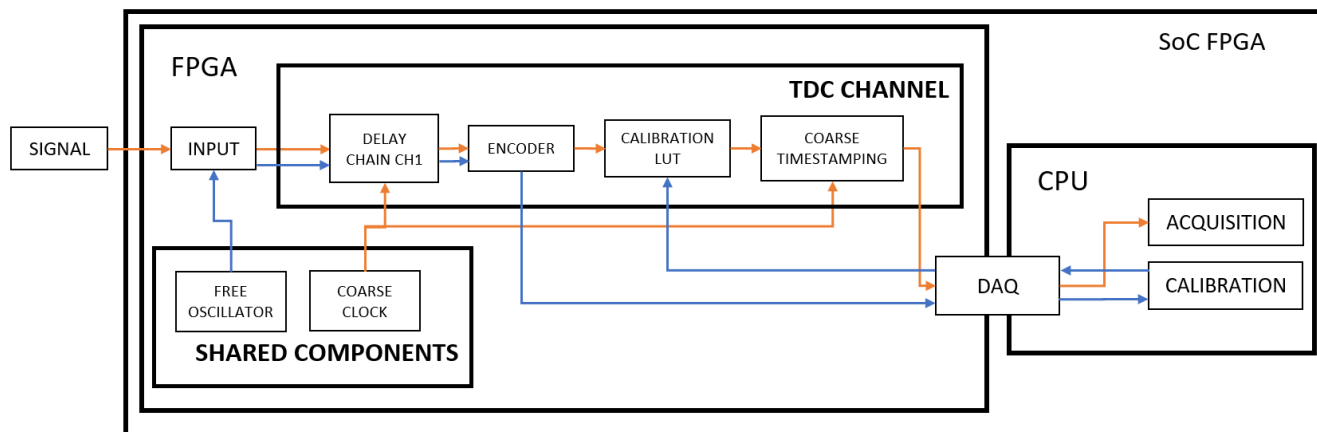 SoC FPGA
FPGA
TDC CHANNEL
SIGNAL
INPUT
DELAY
CHAIN CH1
ENCODER
CALIBRATION
LUT
COARSE
TIMESTAMPING
CPU
ACQUISITION
CALIBRATION
DAQ
FREE
OSCILLATOR
COARSE
CLOCK
SHARED COMPONENTS